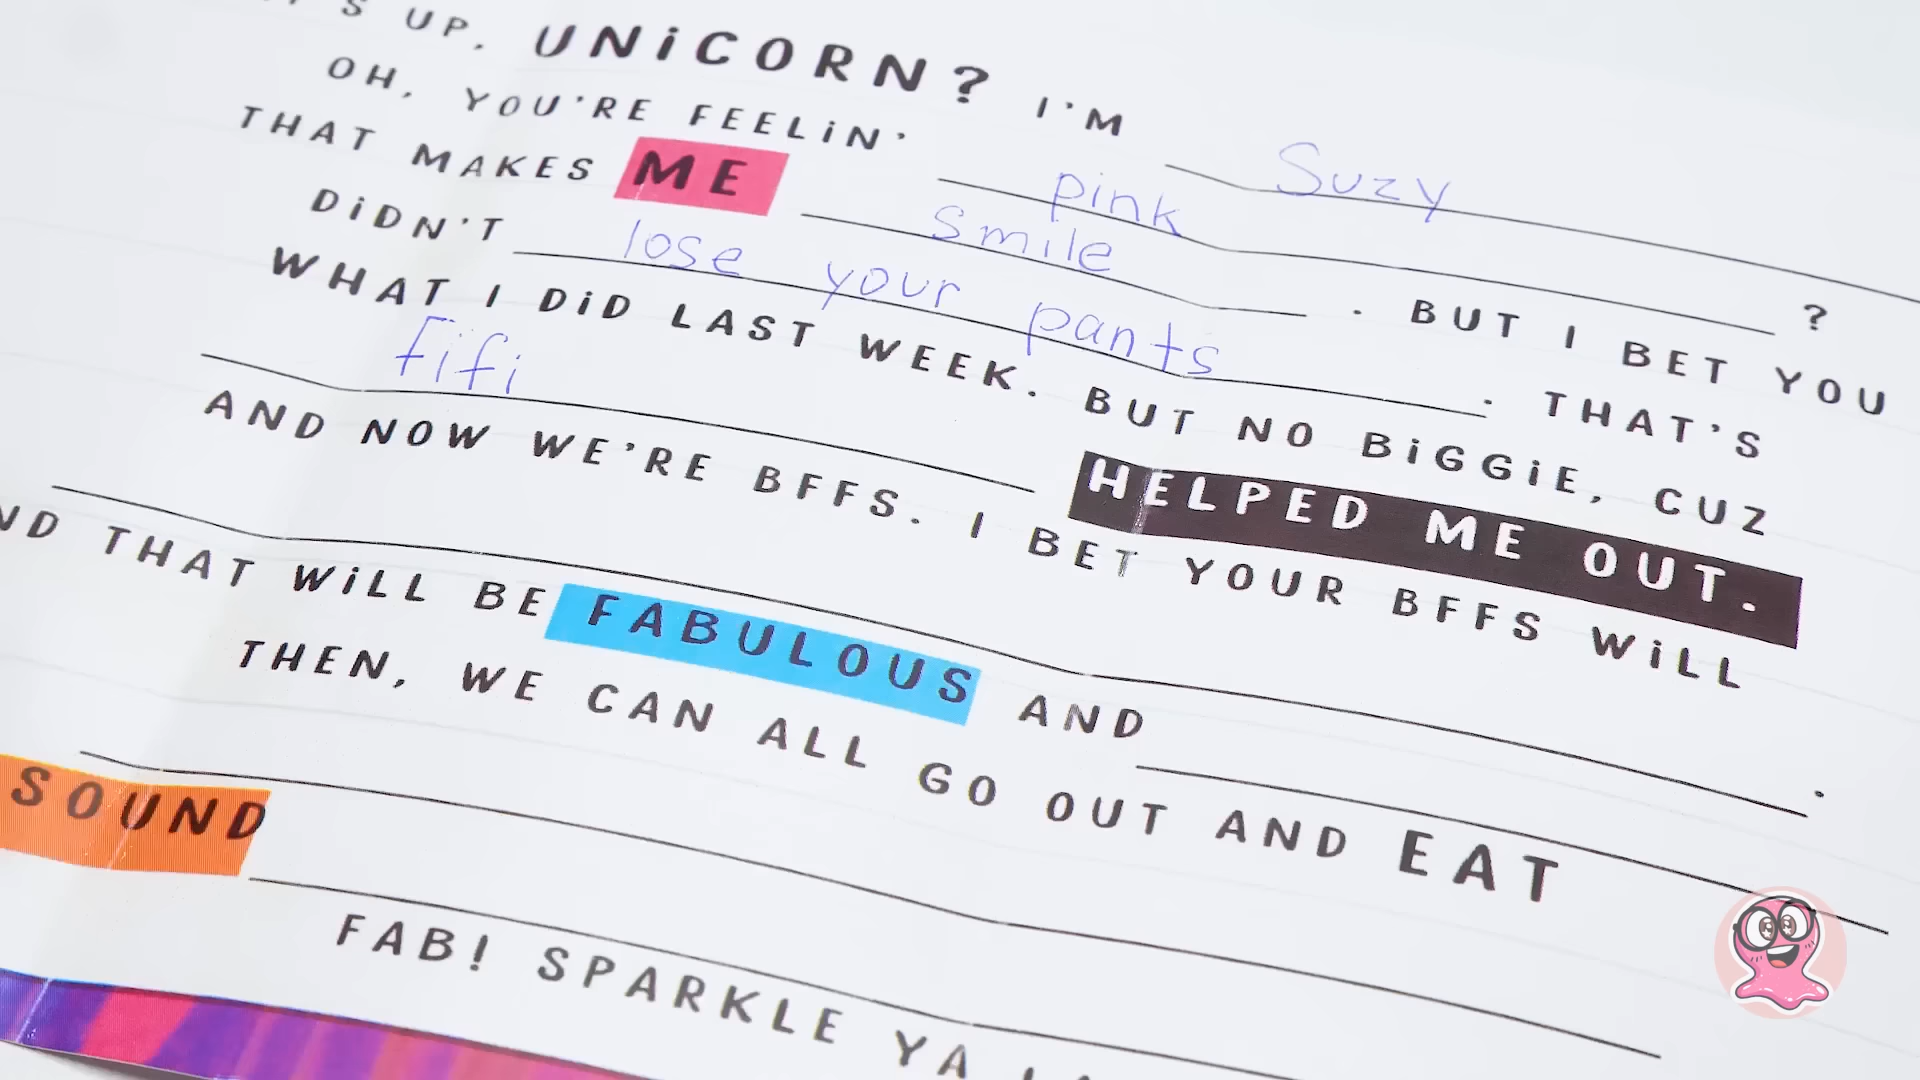 'S UP, UNiCORN? I'M Suzy
OH, YOU'RE FEELiN' pink ?
THAT MAKES ME smile . BUT I BET YOU
DiDN'T lose your pants . THAT'S
WHAT I DiD LAST WEEK. BUT NO BiGGiE, CUZ
fifi HELPED ME OUT.
AND NOW WE'RE BFFS. I BET YOUR BFFS WiLL
.
ND THAT WiLL BE FABULOUS AND
THEN, WE CAN ALL GO OUT AND EAT
SOUND
FAB! SPARKLE YA